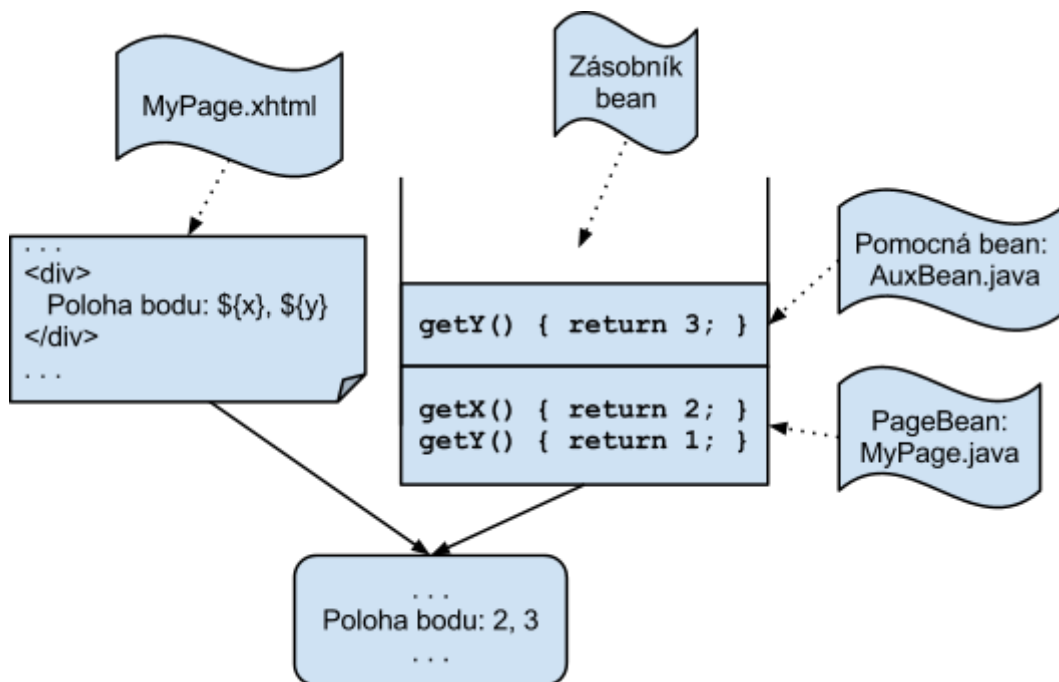 MyPage.xhtml
Zásobník
bean
. . .
<div>
Poloha bodu: ${x}, ${y}
</div>
. . .
getY() { return 3; }
getX() { return 2; }
getY() { return 1; }
Pomocná bean:
AuxBean.java
PageBean:
MyPage.java
. . .
Poloha bodu: 2, 3
. . .